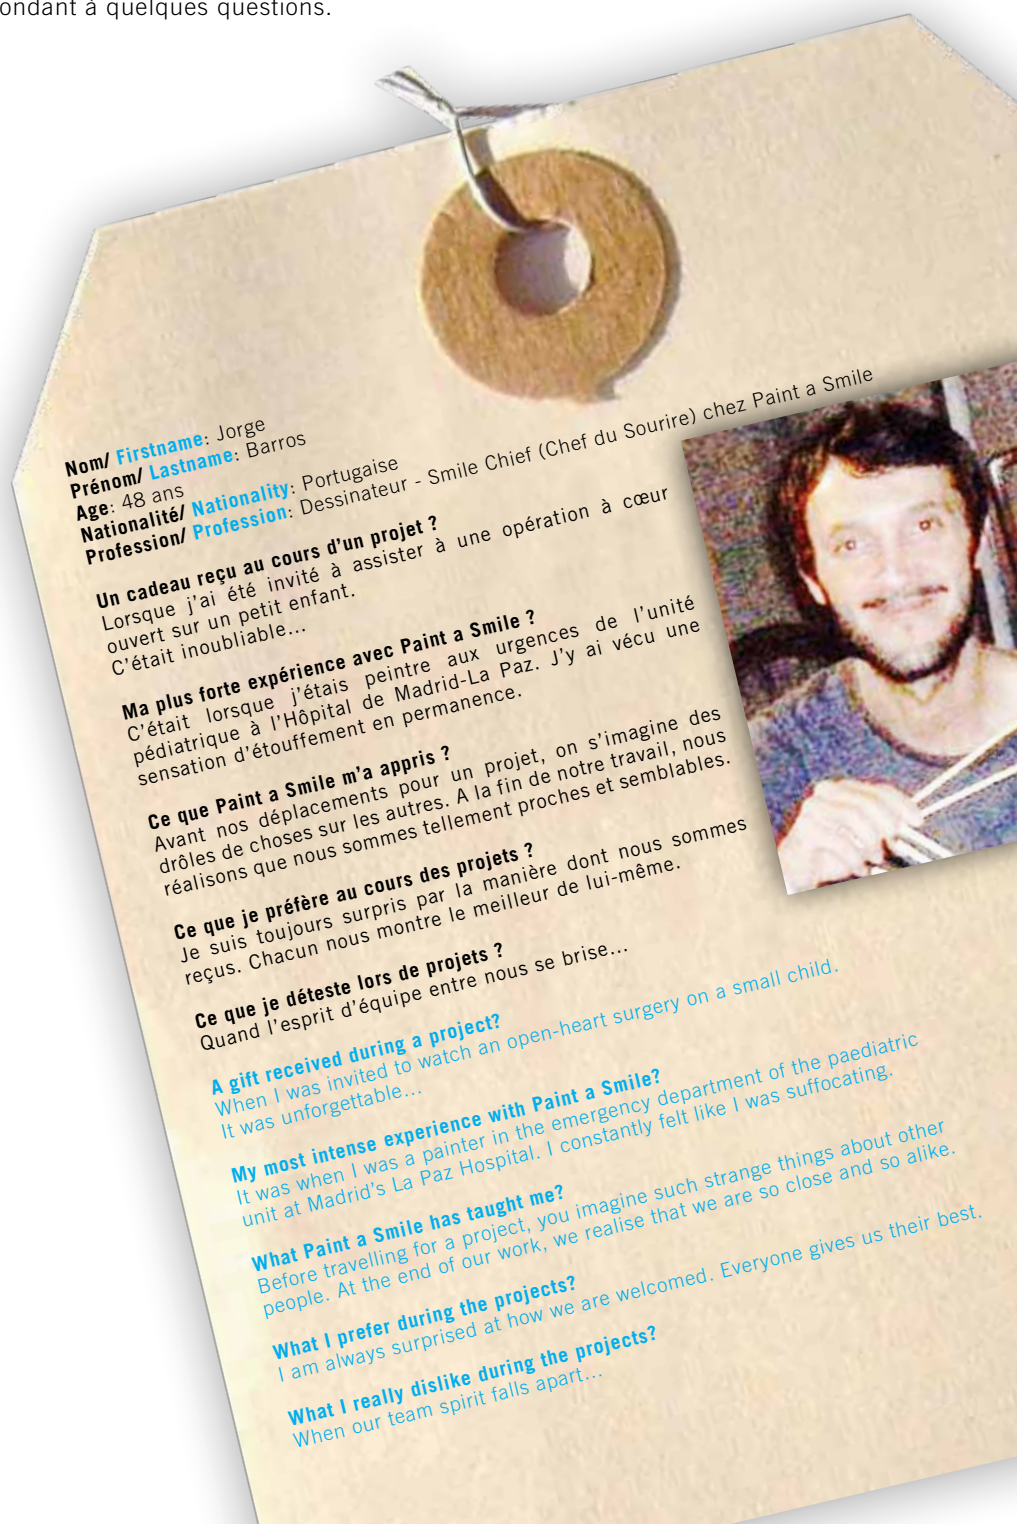 ondant à quelques questions.
Nom/ Firstname: Jorge
Prénom/ Lastname: Barros
Age: 48 ans
Nationalité/ Nationality: Portugaise
Profession/ Profession: Dessinateur - Smile Chief (Chef du Sourire) chez Paint a Smile
Un cadeau reçu au cours d'un projet ?
Lorsque j'ai été invité à assister à une opération à cœur
ouvert sur un petit enfant.
C'était inoubliable...
Ma plus forte expérience avec Paint a Smile ?
C'était lorsque j'étais peintre aux urgences de l'unité
pédiatrique à l'Hôpital de Madrid-La Paz. J'y ai vécu une
sensation d'étouffement en permanence.
Ce que Paint a Smile m'a appris ?
Avant nos déplacements pour un projet, on s'imagine des
drôles de choses sur les autres. A la fin de notre travail, nous
réalisons que nous sommes tellement proches et semblables.
Ce que je préfère au cours des projets ?
Je suis toujours surpris par la manière dont nous sommes
reçus. Chacun nous montre le meilleur de lui-même.
Ce que je déteste lors de projets ?
Quand l'esprit d'équipe entre nous se brise...
A gift received during a project?
When I was invited to watch an open-heart surgery on a small child.
It was unforgettable...
My most intense experience with Paint a Smile?
It was when I was a painter in the emergency department of the paediatric
unit at Madrid's La Paz Hospital. I constantly felt like I was suffocating.
What Paint a Smile has taught me?
Before travelling for a project, you imagine such strange things about other
people. At the end of our work, we realise that we are so close and so alike.
What I prefer during the projects?
I am always surprised at how we are welcomed. Everyone gives us their best.
What I really dislike during the projects?
When our team spirit falls apart...